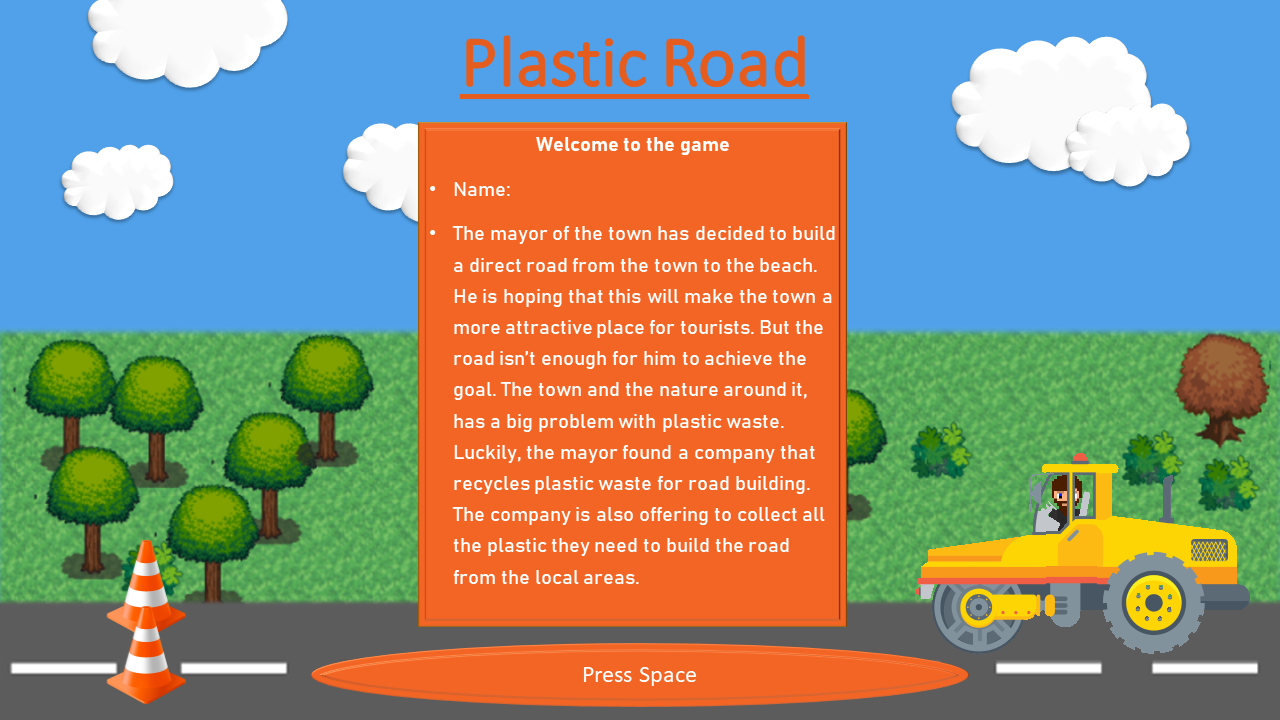 Plastic Road
Welcome to the game
• Name:
• The mayor of the town has decided to build
a direct road from the town to the beach.
He is hoping that this will make the town a
more attractive place for tourists. But the
road isn’t enough for him to achieve the
goal. The town and the nature around it,
has a big problem with plastic waste.
Luckily, the mayor found a company that
recycles plastic waste for road building.
The company is also offering to collect all
the plastic they need to build the road
from the local areas.
Press Space